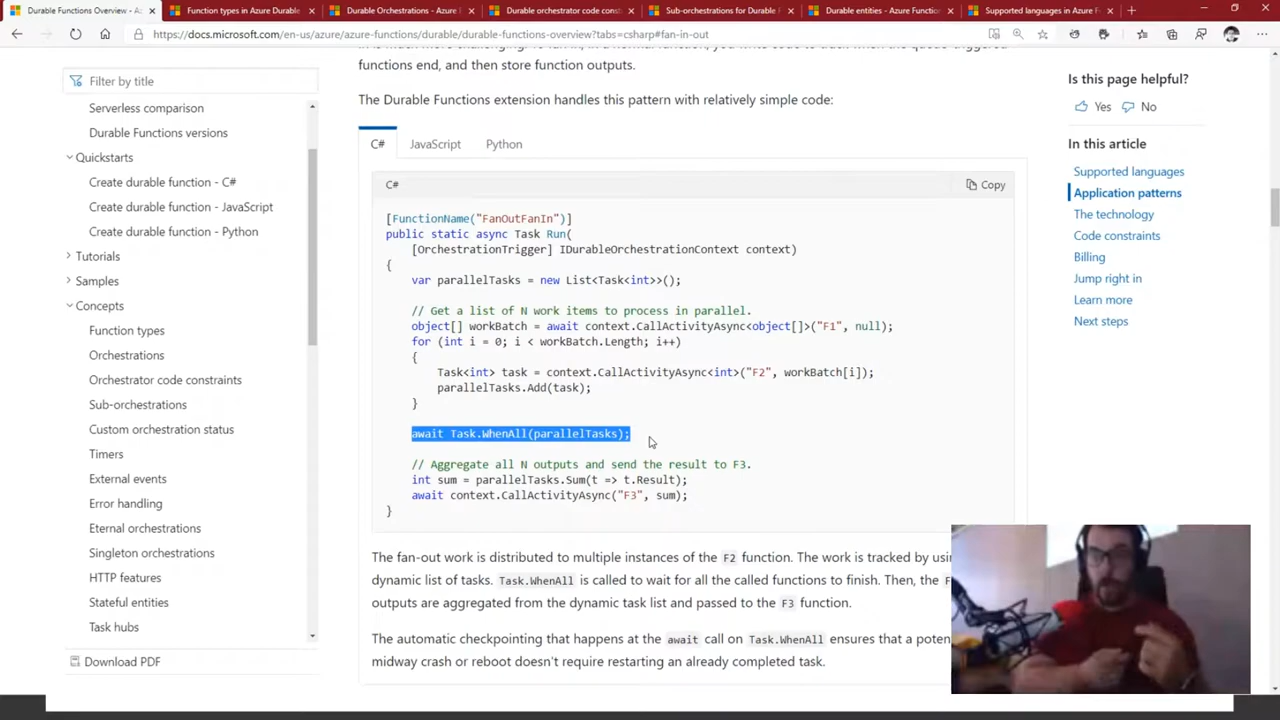 Durable Functions Overview - Azur
Function types in Azure Durable
Durable Orchestrations - Azure F
Durable orchestrator code const
Sub-orchestrations for Durable F
Durable entities - Azure Function
Supported languages in Azure F
https://docs.microsoft.com/en-us/azure/azure-functions/durable/durable-functions-overview?tabs=csharp#fan-in-out
Filter by title
Serverless comparison
Durable Functions versions
Quickstarts
Create durable function - C#
Create durable function - JavaScript
Create durable function - Python
Tutorials
Samples
Concepts
Function types
Orchestrations
Orchestrator code constraints
Sub-orchestrations
Custom orchestration status
Timers
External events
Error handling
Eternal orchestrations
Singleton orchestrations
HTTP features
Stateful entities
Task hubs
Download PDF
functions end, and then store function outputs.
The Durable Functions extension handles this pattern with relatively simple code:
C# JavaScript Python
C# Copy
[FunctionName("FanOutFanIn")]
public static async Task Run(
[OrchestrationTrigger] IDurableOrchestrationContext context)
{
var parallelTasks = new List<Task<int>>();
// Get a list of N work items to process in parallel.
object[] workBatch = await context.CallActivityAsync<object[]>("F1", null);
for (int i = 0; i < workBatch.Length; i++)
{
Task<int> task = context.CallActivityAsync<int>("F2", workBatch[i]);
parallelTasks.Add(task);
}
await Task.WhenAll(parallelTasks);
// Aggregate all N outputs and send the result to F3.
int sum = parallelTasks.Sum(t => t.Result);
await context.CallActivityAsync("F3", sum);
}
The fan-out work is distributed to multiple instances of the F2 function. The work is tracked by usi
dynamic list of tasks. Task.WhenAll is called to wait for all the called functions to finish. Then, the F
outputs are aggregated from the dynamic task list and passed to the F3 function.
The automatic checkpointing that happens at the await call on Task.WhenAll ensures that a poten
midway crash or reboot doesn't require restarting an already completed task.
Is this page helpful?
Yes No
In this article
Supported languages
Application patterns
The technology
Code constraints
Billing
Jump right in
Learn more
Next steps